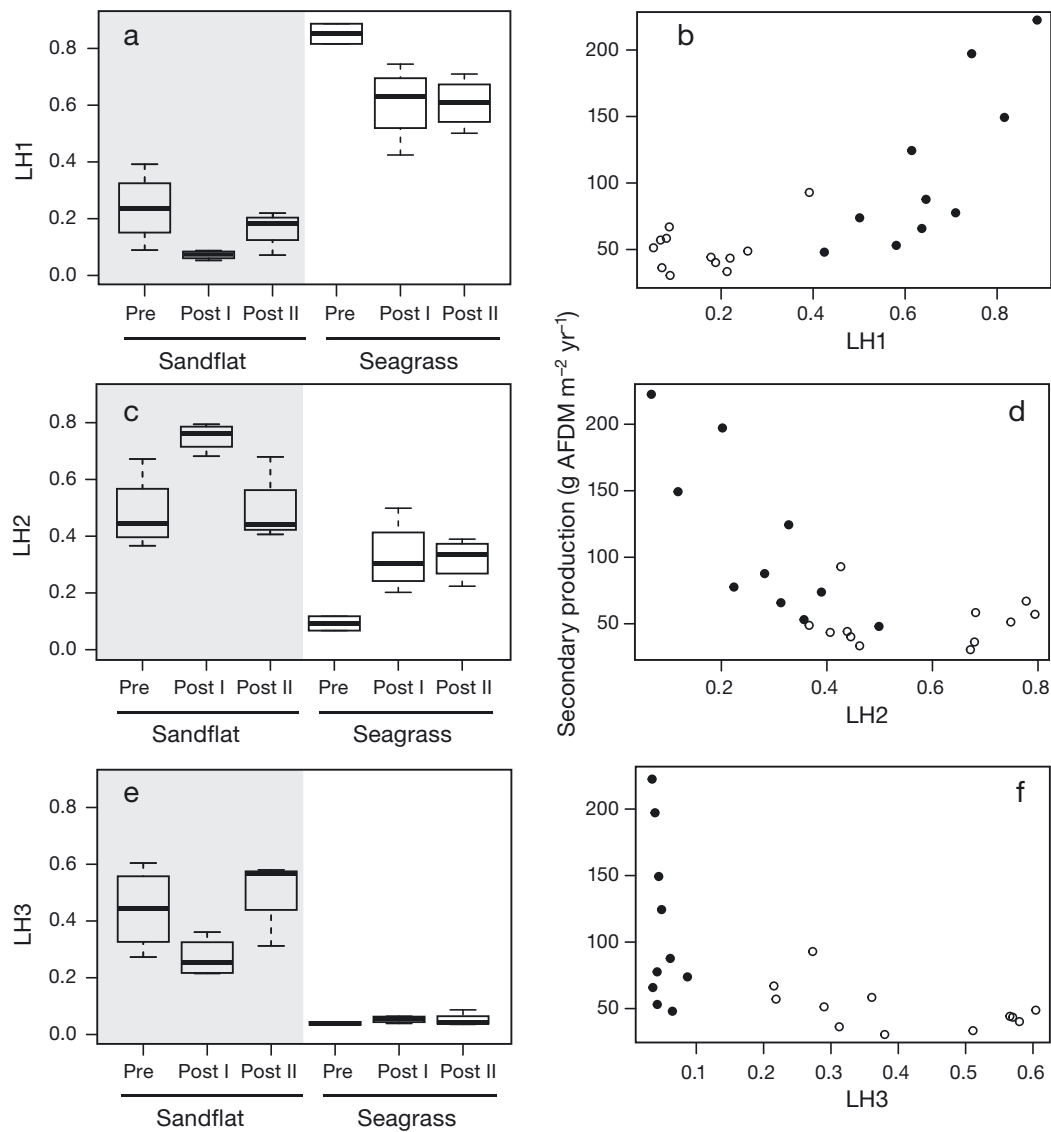 a
LH1
0.8
0.6
0.4
0.2
0.0
Pre
Post I
Post II
Pre
Post I
Post II
Sandflat
Seagrass
b
200
150
100
50
0.2
0.4
0.6
0.8
LH1
Secondary production (g AFDM m⁻² yr⁻¹)
c
LH2
0.8
0.6
0.4
0.2
0.0
Pre
Post I
Post II
Pre
Post I
Post II
Sandflat
Seagrass
d
200
150
100
50
0.2
0.4
0.6
0.8
LH2
e
LH3
0.8
0.6
0.4
0.2
0.0
Pre
Post I
Post II
Pre
Post I
Post II
Sandflat
Seagrass
f
200
150
100
50
0.1
0.2
0.3
0.4
0.5
0.6
LH3